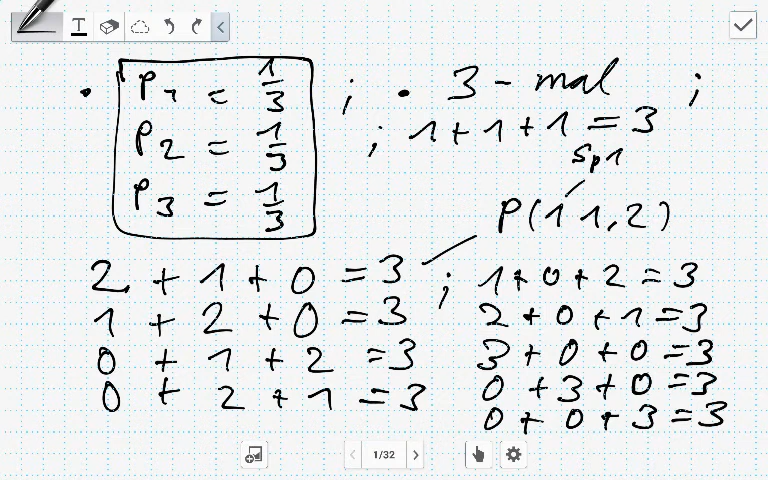 T
<
• P1 = 1/3 ; • 3 - mal ;
P2 = 1/3 ; 1 + 1 + 1 = 3
Sp1
P3 = 1/3
P(1 1, 2)
2 + 1 + 0 = 3 ; 1 + 0 + 2 = 3
1 + 2 + 0 = 3 2 + 0 + 1 = 3
0 + 1 + 2 = 3 3 + 0 + 0 = 3
0 + 2 + 1 = 3 0 + 3 + 0 = 3
0 + 0 + 3 = 3
< 1/32 >